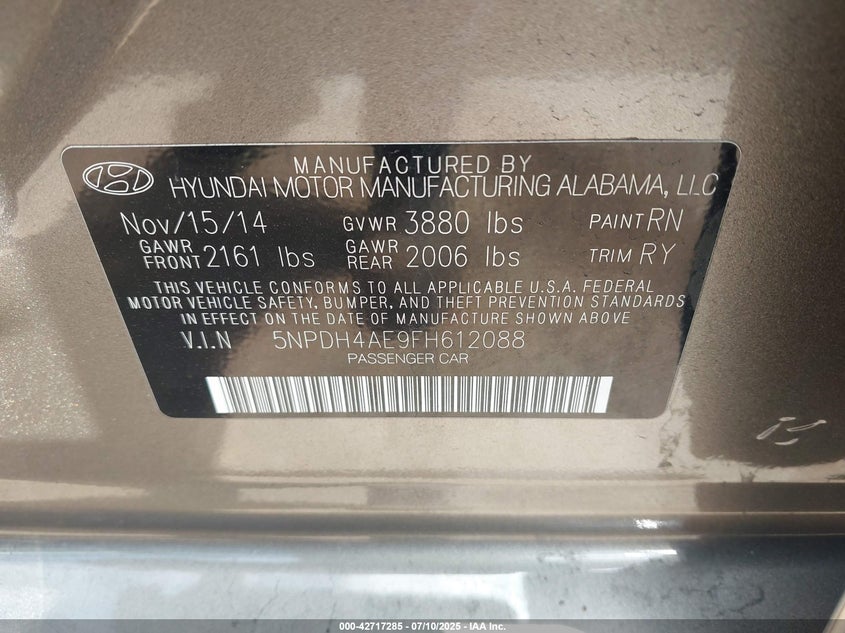 MANUFACTURED BY
HYUNDAI MOTOR MANUFACTURING ALABAMA, LLC
Nov/15/14 GVWR 3880 lbs PAINT RN
GAWR FRONT 2161 lbs GAWR REAR 2006 lbs TRIM RY
THIS VEHICLE CONFORMS TO ALL APPLICABLE U.S.A. FEDERAL
MOTOR VEHICLE SAFETY, BUMPER, AND THEFT PREVENTION STANDARDS
IN EFFECT ON THE DATE OF MANUFACTURE SHOWN ABOVE
V.I.N 5NPDH4AE9FH612088
PASSENGER CAR
000-42717285 - 07/10/2025 - IAA Inc.